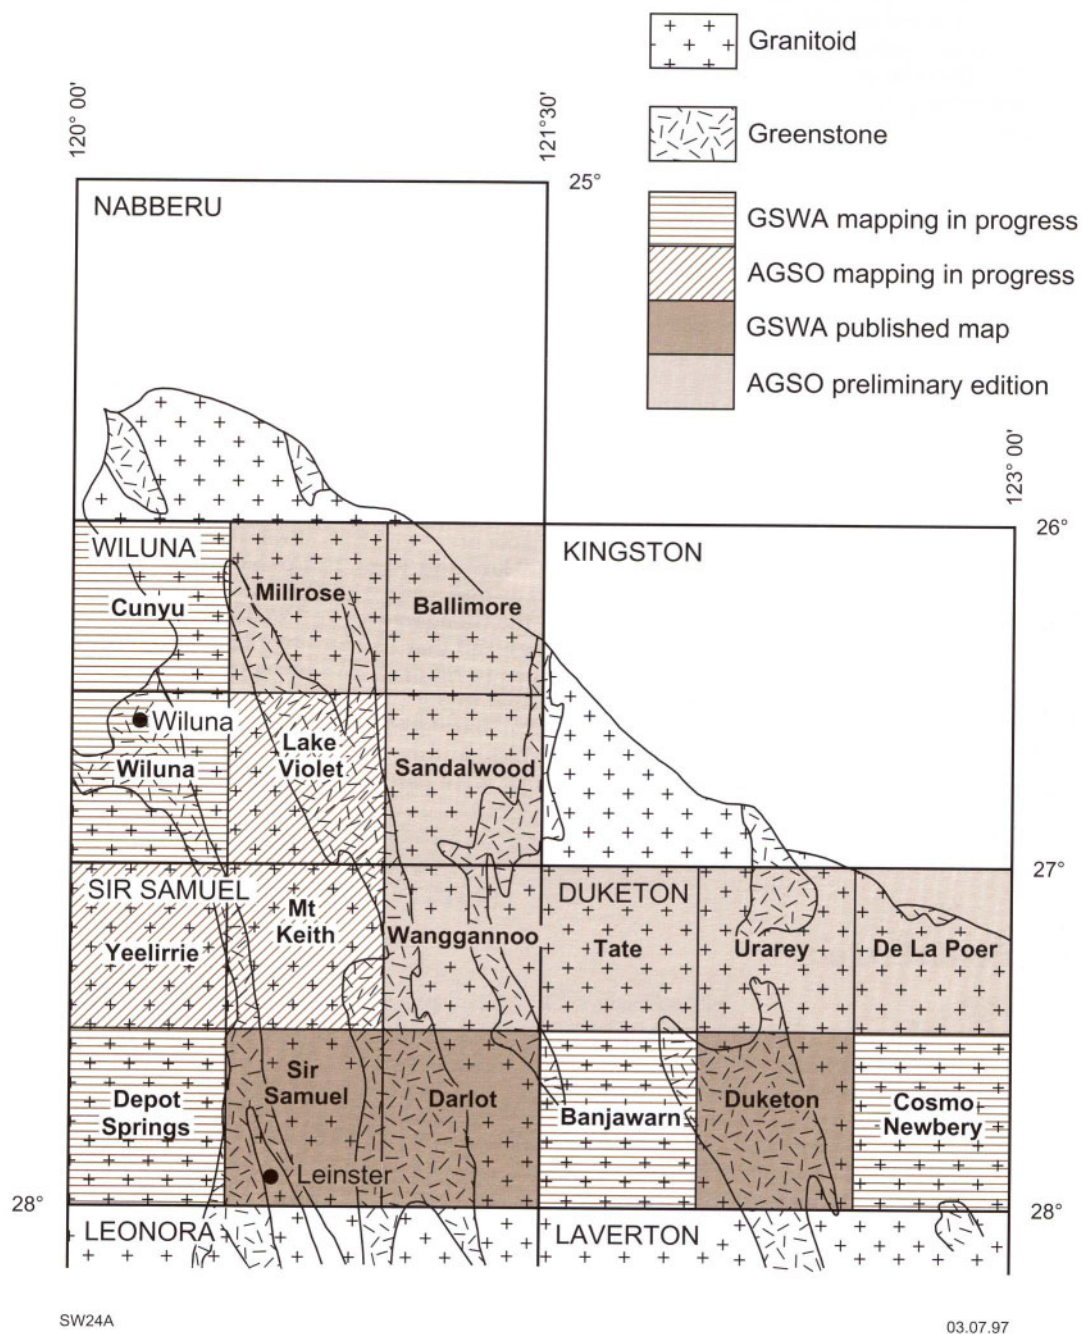 Granitoid
Greenstone
GSWA mapping in progress
AGSO mapping in progress
GSWA published map
AGSO preliminary edition
120° 00'
121°30'
25°
NABBERU
123° 00'
26°
WILUNA
KINGSTON
Cunyu
Millrose
Ballimore
Wiluna
Wiluna
Lake
Violet
Sandalwood
27°
SIR SAMUEL
DUKETON
Yeelirrie
Mt
Keith
Wanggannoo
Tate
Urarey
De La Poer
Depot
Springs
Sir
Samuel
Darlot
Banjawarn
Duketon
Cosmo
Newbery
Leinster
28°
28°
LEONORA
LAVERTON
SW24A
03.07.97